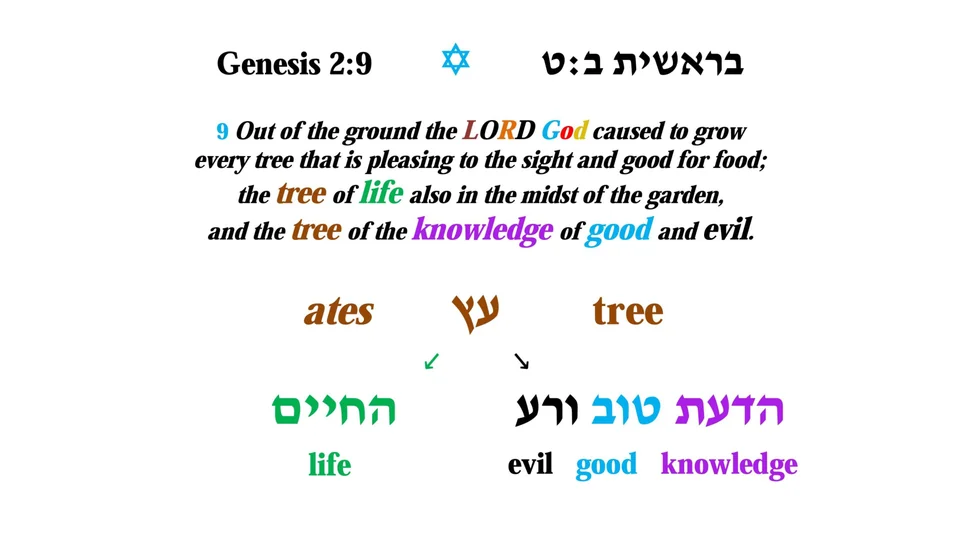 Genesis 2:9 ✡ בראשית ב:ט
9 Out of the ground the LORD God caused to grow
every tree that is pleasing to the sight and good for food;
the tree of life also in the midst of the garden,
and the tree of the knowledge of good and evil.
ates עץ tree
↙ ↘
החיים הדעת טוב ורע
life evil good knowledge